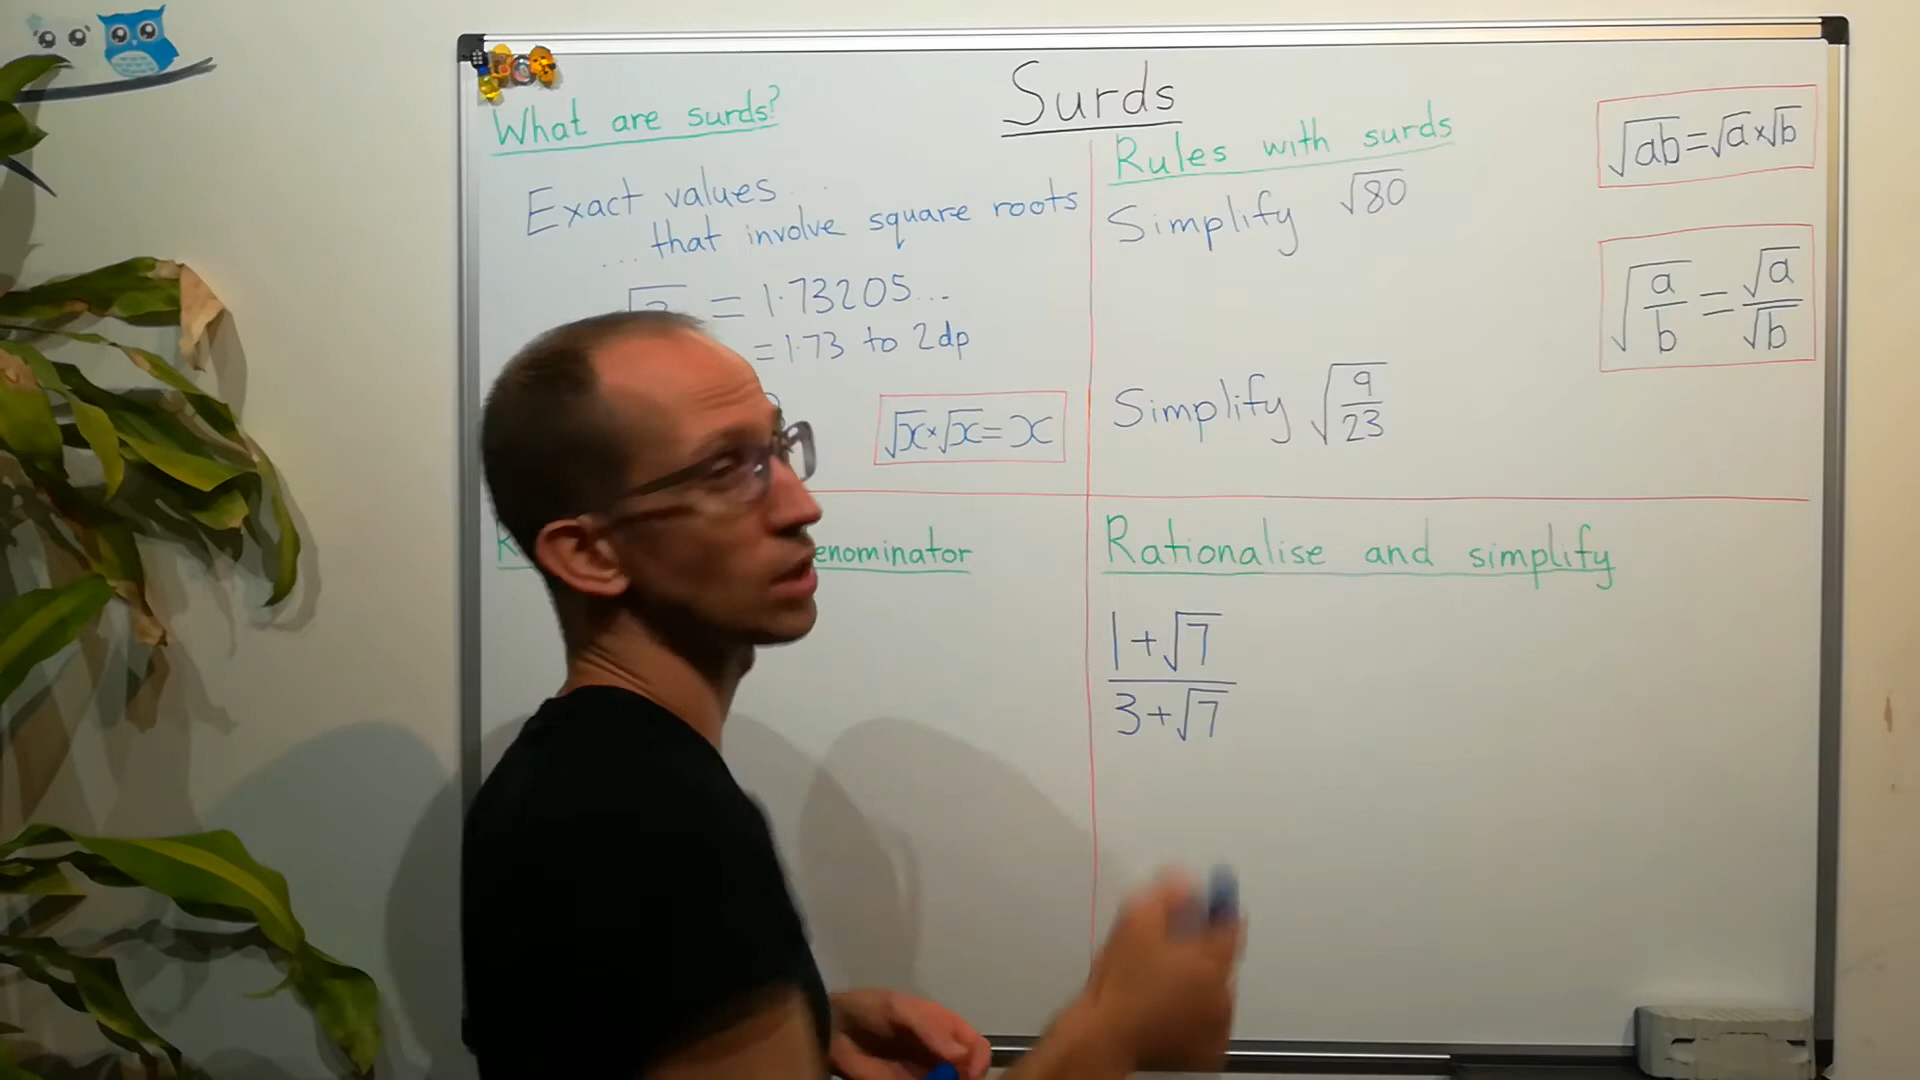 Surds
What are surds?
Exact values...
...that involve square roots
= 1.73205...
= 1.73 to 2dp
√x × √x = x
Rules with surds
Simplify √80
√ab = √a × √b
√(a/b) = √a/√b
Simplify √(9/23)
enominator
Rationalise and simplify
1 + √7
3 + √7